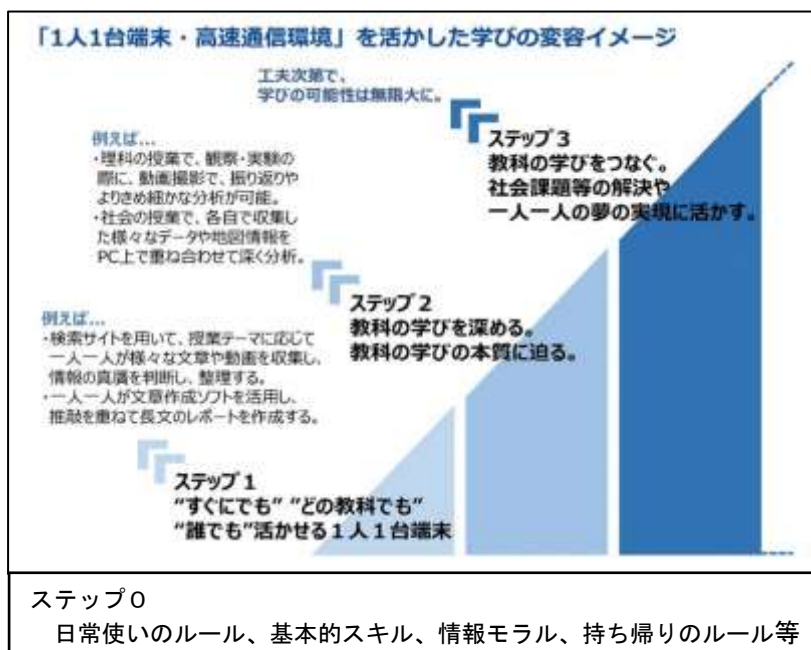 「1人1台端末・高速通信環境」を活かした学びの変容イメージ
工夫次第で、
学びの可能性は無限大に。
ステップ3
教科の学びをつなぐ。
社会課題等の解決や
一人一人の夢の実現に活かす。
例えば…
・理科の授業で、観察・実験の
際に、動画撮影で、振り返りや
よりきめ細かな分析が可能。
・社会の授業で、各自で収集し
た様々なデータや地図情報を
PC上で重ね合わせて深く分析。
ステップ2
教科の学びを深める。
教科の学びの本質に迫る。
例えば…
・検索サイトを用いて、授業テーマに応じて
一人一人が様々な文章や動画を収集し、
情報の真贋を判断し、整理する。
・一人一人が文章作成ソフトを活用し、
推敲を重ねて長文のレポートを作成する。
ステップ1
“すぐにでも” “どの教科でも”
“誰でも”活かせる1人1台端末
ステップ0
日常使いのルール、基本的スキル、情報モラル、持ち帰りのルール等